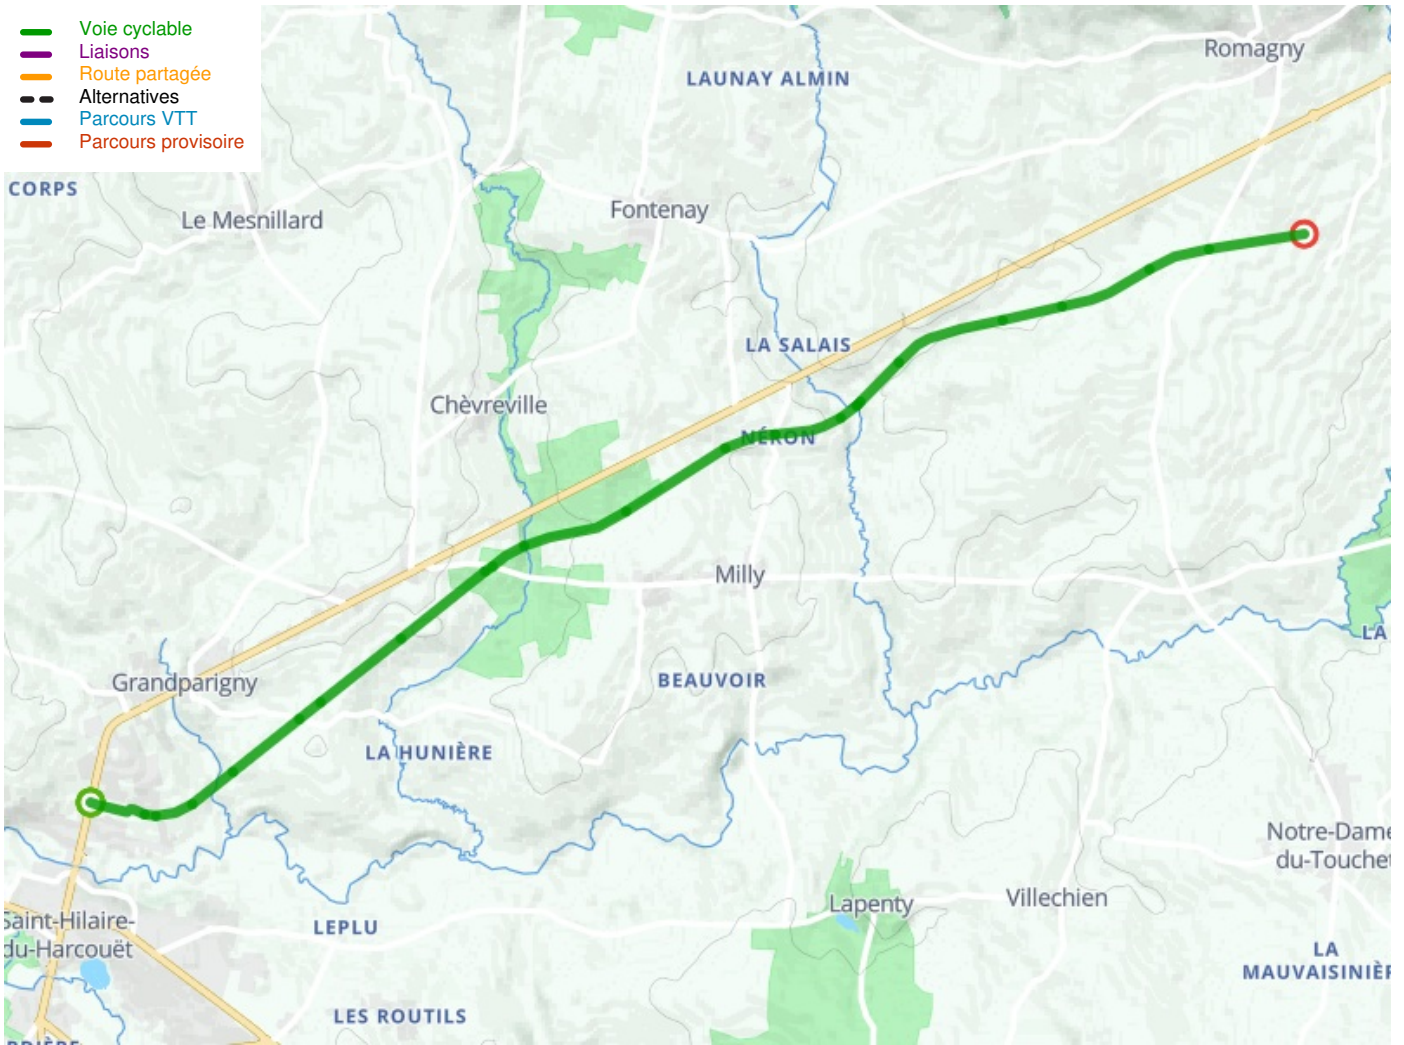 Voie cyclable
Liaisons
Route partagée
Alternatives
Parcours VTT
Parcours provisoire
Romagny
LAUNAY ALMIN
CORPS
Le Mesnillard
Fontenay
LA SALAIS
Chèvreville
NÉRON
Milly
LA
Grandparigny
BEAUVOIR
LA HUNIÈRE
Notre-Dame
du-Touchet
Villechien
Lapenty
Saint-Hilaire-
du-Harcouët
LEPLU
LA
MAUVAISINIÈR
LES ROUTILS